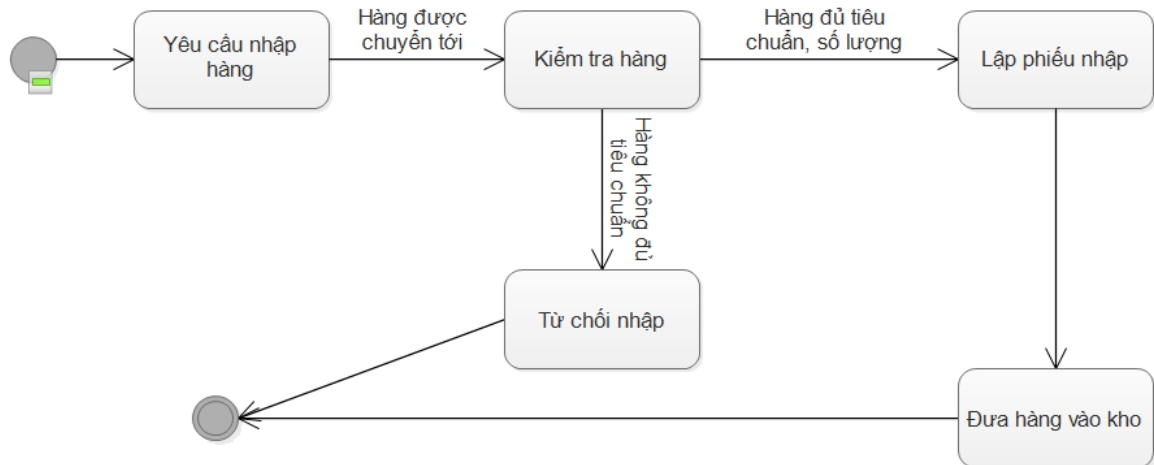 Yêu cầu nhập
hàng
Hàng được
chuyển tới
Kiểm tra hàng
Hàng đủ tiêu
chuẩn, số lượng
Lập phiếu nhập
Hàng không đủ
tiêu chuẩn
Từ chối nhập
Đưa hàng vào kho